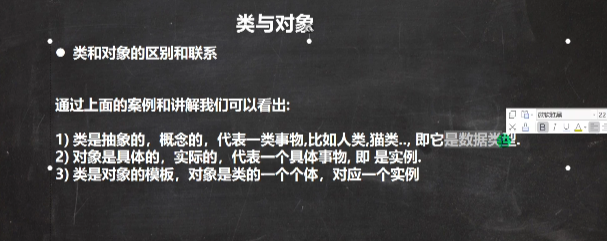 类与对象
● 类和对象的区别和联系
通过上面的案例和讲解我们可以看出:
1) 类是抽象的，概念的，代表一类事物,比如人类,猫类.., 即它是数据类型.
2) 对象是具体的，实际的，代表一个具体事物, 即 是实例.
3) 类是对象的模板，对象是类的一个个体，对应一个实例